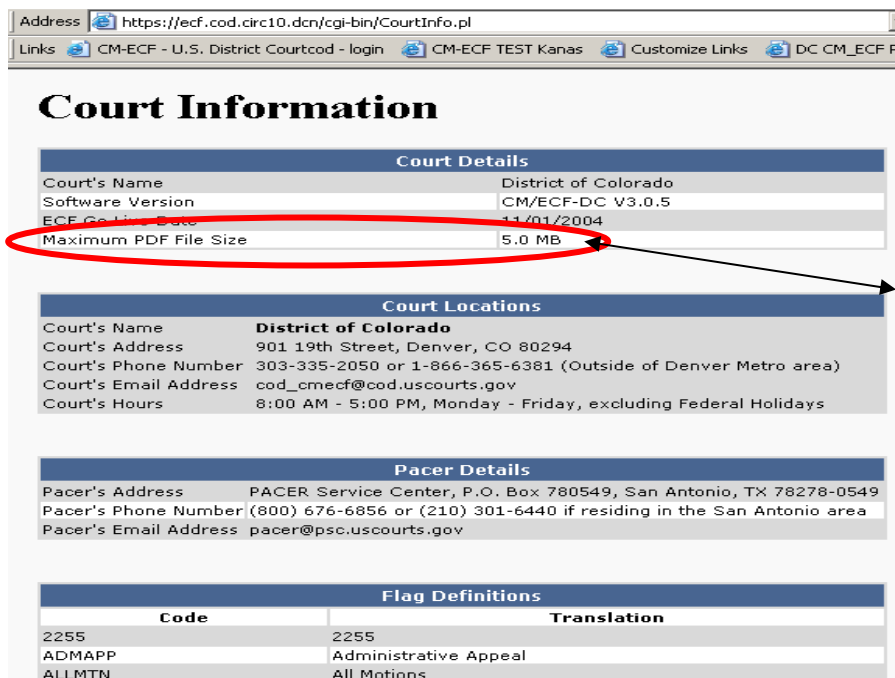 Address https://ecf.cod.circ10.dcn/cgi-bin/CourtInfo.pl
Links CM-ECF - U.S. District Courtcod - login CM-ECF TEST Kanas Customize Links DC CM_ECF
Court Information
Court Details
Court's Name District of Colorado
Software Version CM/ECF-DC V3.0.5
ECF Go Live Date 11/01/2004
Maximum PDF File Size 5.0 MB
Court Locations
Court's Name District of Colorado
Court's Address 901 19th Street, Denver, CO 80294
Court's Phone Number 303-335-2050 or 1-866-365-6381 (Outside of Denver Metro area)
Court's Email Address cod_cmecf@cod.uscourts.gov
Court's Hours 8:00 AM - 5:00 PM, Monday - Friday, excluding Federal Holidays
Pacer Details
Pacer's Address PACER Service Center, P.O. Box 780549, San Antonio, TX 78278-0549
Pacer's Phone Number (800) 676-6856 or (210) 301-6440 if residing in the San Antonio area
Pacer's Email Address pacer@psc.uscourts.gov
Flag Definitions
Code Translation
2255 2255
ADMAPP Administrative Appeal
ALLMTN All Motions